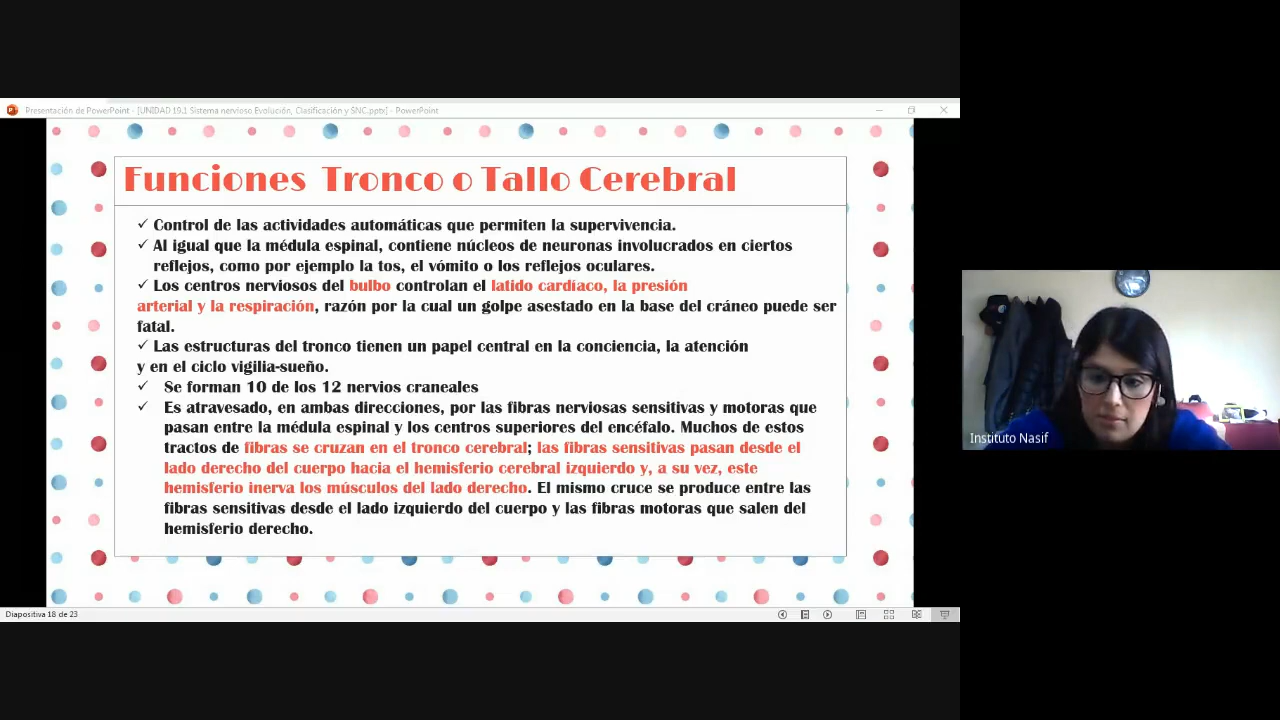 Presentación de PowerPoint - [UNIDAD 19.1 Sistema nervioso Evolución, Clasificación y SNC.pptx] - PowerPoint
Funciones Tronco o Tallo Cerebral
✓ Control de las actividades automáticas que permiten la supervivencia.
✓ Al igual que la médula espinal, contiene núcleos de neuronas involucrados en ciertos
reflejos, como por ejemplo la tos, el vómito o los reflejos oculares.
✓ Los centros nerviosos del bulbo controlan el latido cardíaco, la presión
arterial y la respiración, razón por la cual un golpe asestado en la base del cráneo puede ser
fatal.
✓ Las estructuras del tronco tienen un papel central en la conciencia, la atención
y en el ciclo vigilia-sueño.
✓ Se forman 10 de los 12 nervios craneales
✓ Es atravesado, en ambas direcciones, por las fibras nerviosas sensitivas y motoras que
pasan entre la médula espinal y los centros superiores del encéfalo. Muchos de estos
tractos de fibras se cruzan en el tronco cerebral; las fibras sensitivas pasan desde el
lado derecho del cuerpo hacia el hemisferio cerebral izquierdo y, a su vez, este
hemisferio inerva los músculos del lado derecho. El mismo cruce se produce entre las
fibras sensitivas desde el lado izquierdo del cuerpo y las fibras motoras que salen del
hemisferio derecho.
Instituto Nasif
Diapositiva 18 de 23